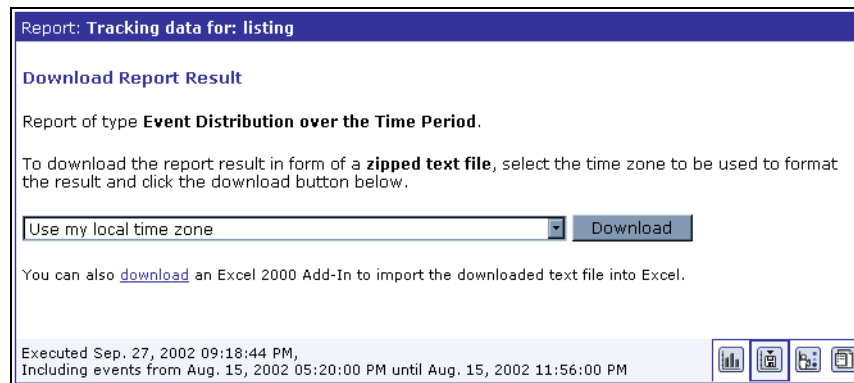 Report: Tracking data for: listing
Download Report Result
Report of type Event Distribution over the Time Period.
To download the report result in form of a zipped text file, select the time zone to be used to format
the result and click the download button below.
Use my local time zone
Download
You can also download an Excel 2000 Add-In to import the downloaded text file into Excel.
Executed Sep. 27, 2002 09:18:44 PM,
Including events from Aug. 15, 2002 05:20:00 PM until Aug. 15, 2002 11:56:00 PM